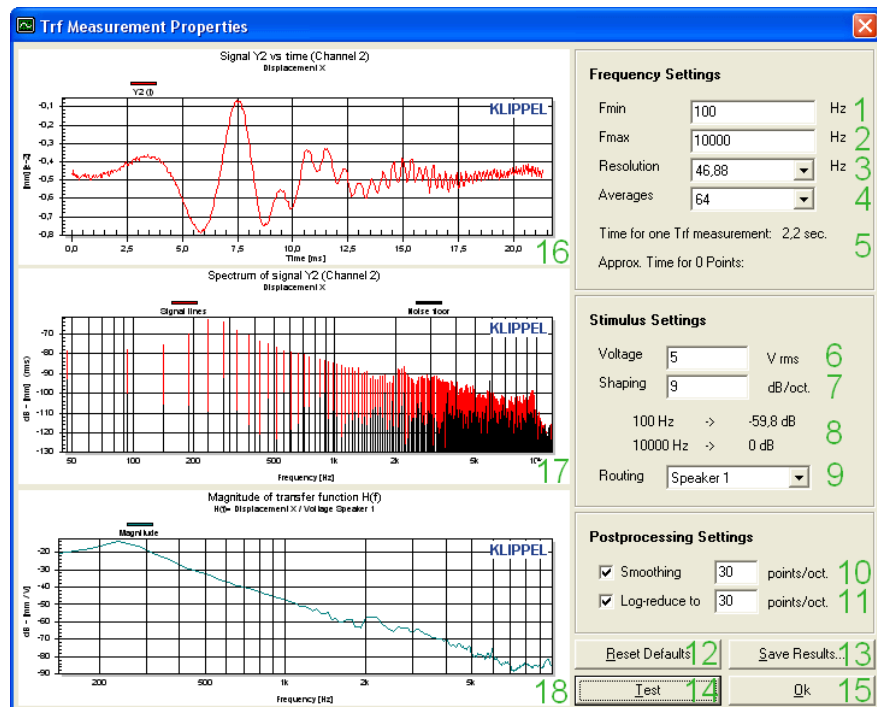 Trf Measurement Properties
Signal Y2 vs time (Channel 2)
Displacement X
Y2 (t)
KLIPPEL
-0,1
-0,2
-0,3
-0,4
-0,5
-0,6
-0,7
-0,8
[mm] [e-2]
0,0 2,5 5,0 7,5 10,0 12,5 15,0 17,5 20,0
Time [ms]
16
Spectrum of signal Y2 (Channel 2)
Displacement X
Signal lines Noise floor
KLIPPEL
-70
-80
-90
-100
-110
-120
-130
dB - [mm] (rms)
50 100 200 500 1k 2k 5k 10k
Frequency [Hz]
17
Magnitude of transfer function H(f)
H(f)= Displacement X / Voltage Speaker 1
Magnitude
KLIPPEL
-20
-30
-40
-50
-60
-70
-80
-90
dB - [mm / V]
200 500 1k 2k 5k
Frequency [Hz]
18
Frequency Settings
Fmin 100 Hz 1
Fmax 10000 Hz 2
Resolution 46,88 Hz 3
Averages 64 4
Time for one Trf measurement: 2,2 sec.
5
Approx. Time for 0 Points:
Stimulus Settings
Voltage 5 V rms 6
Shaping 9 dB/oct. 7
100 Hz -> -59,8 dB
8
10000 Hz -> 0 dB
Routing Speaker 1 9
Postprocessing Settings
Smoothing 30 points/oct. 10
Log-reduce to 30 points/oct. 11
Reset Defaults 12 Save Results... 13
Test 14 Ok 15